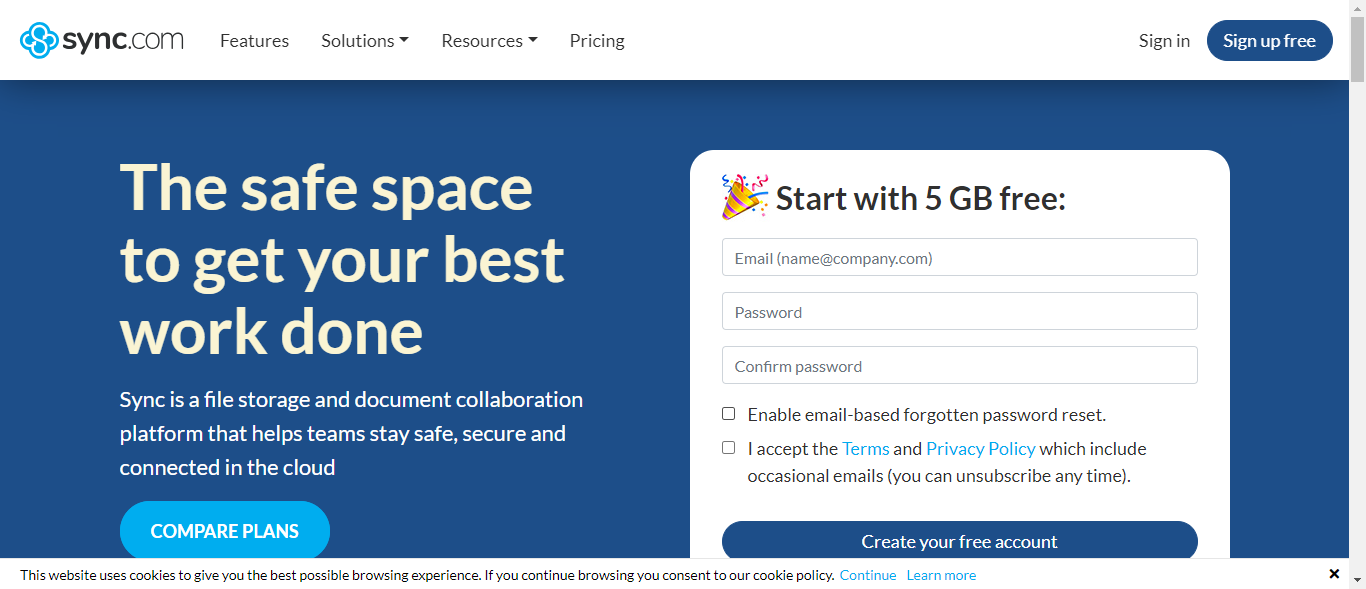 sync.com
Features
Solutions
Resources
Pricing
Sign in
Sign up free
The safe space
to get your best
work done
Sync is a file storage and document collaboration
platform that helps teams stay safe, secure and
connected in the cloud
COMPARE PLANS
Start with 5 GB free:
Email (name@company.com)
Password
Confirm password
Enable email-based forgotten password reset.
I accept the Terms and Privacy Policy which include
occasional emails (you can unsubscribe any time).
Create your free account
This website uses cookies to give you the best possible browsing experience. If you continue browsing you consent to our cookie policy. Continue Learn more